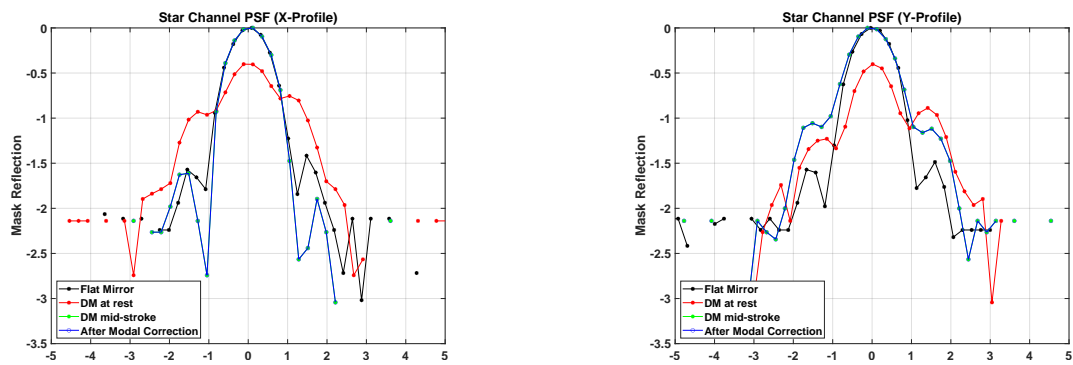 Star Channel PSF (X-Profile)
Mask Reflection
0
-0.5
-1
-1.5
-2
-2.5
-3
-3.5
Flat Mirror
DM at rest
DM mid-stroke
After Modal Correction
-5 -4 -3 -2 -1 0 1 2 3 4 5
Star Channel PSF (Y-Profile)
Mask Reflection
0
-0.5
-1
-1.5
-2
-2.5
-3
-3.5
Flat Mirror
DM at rest
DM mid-stroke
After Modal Correction
-5 -4 -3 -2 -1 0 1 2 3 4 5